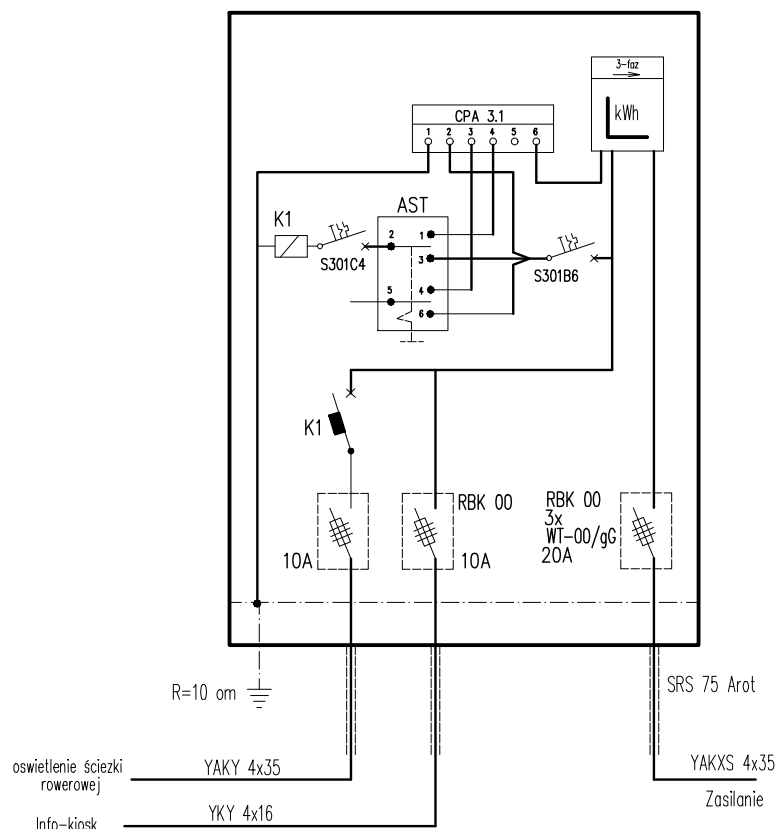 3-faz
kWh
CPA 3.1
1 2 3 4 5 6
AST
K1
2
1
S301C4
3
S301B6
5
4
6
K1
RBK 00
RBK 00
3x
WT-00/gG
20A
10A
10A
R=10 om
SRS 75 Arot
oswietlenie ściezki
rowerowej
YAKY 4x35
YAKXS 4x35
Zasilanie
YKY 4x16
Info-kiosk